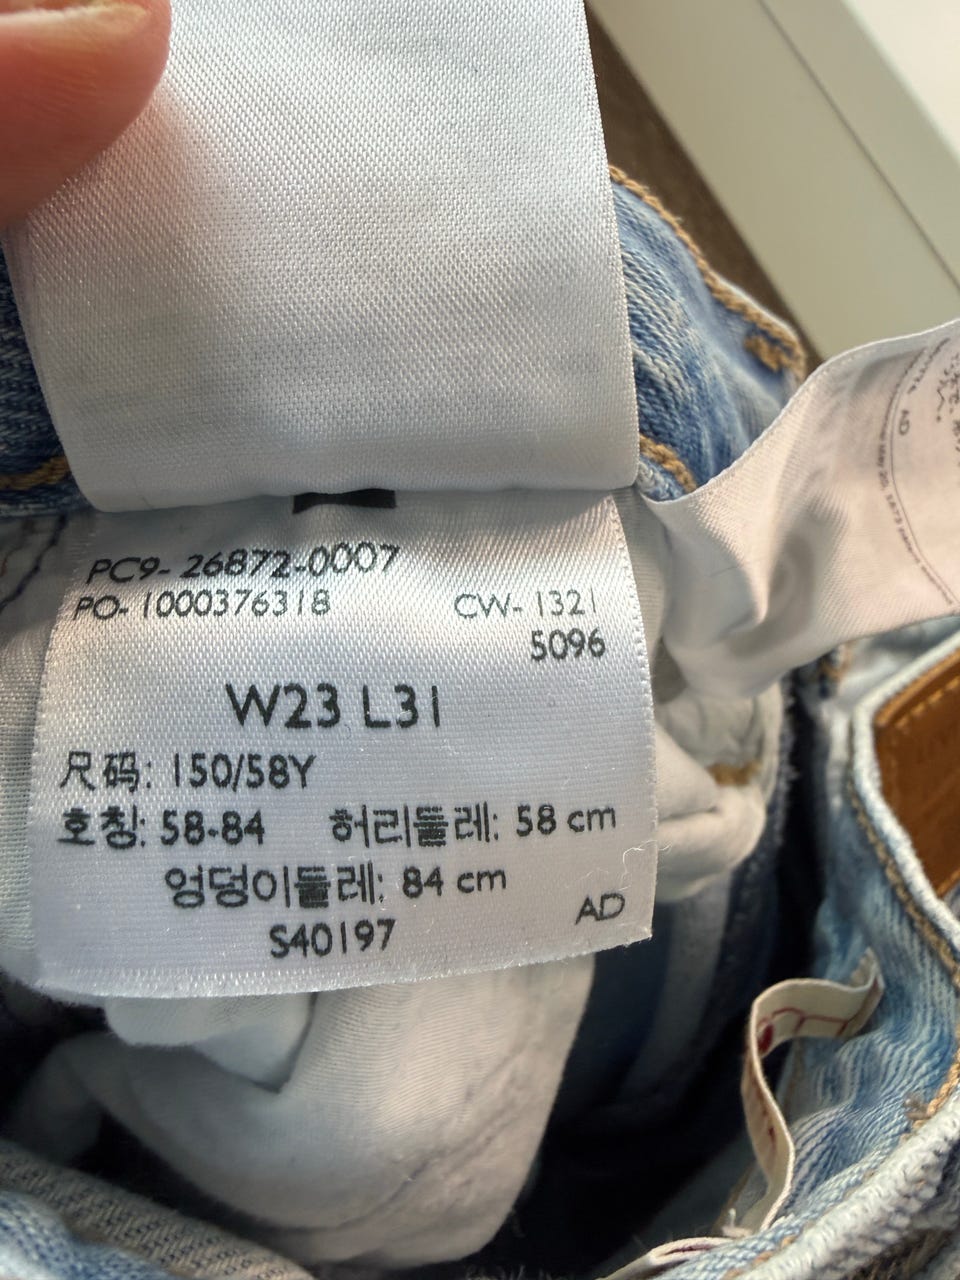 PC9- 26872-0007
PO- 1000376318 CW- 1321
5096
W23 L31
尺码: 150/58Y
호칭: 58-84 허리둘레: 58 cm
엉덩이둘레: 84 cm
S40197 AD
AD